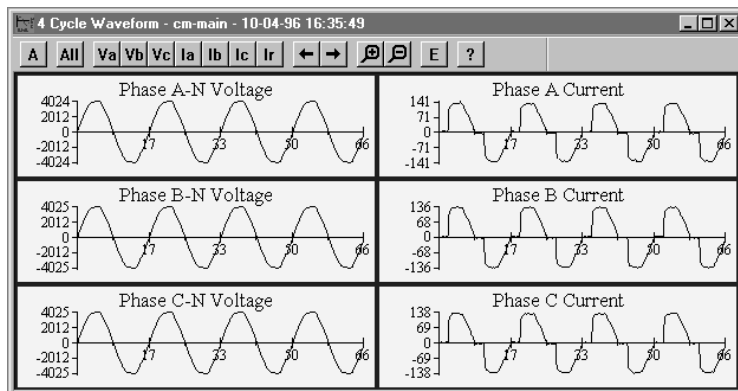 4 Cycle Waveform - cm-main - 10-04-96 16:35:49
A All Va Vb Vc Ia Ib Ic Ir E ?
Phase A-N Voltage
4024
2012
0
-2012
-4024
17 33 50 66
Phase A Current
141
71
0
-71
-141
17 33 50 66
Phase B-N Voltage
4025
2012
0
-2012
-4025
17 33 50 66
Phase B Current
136
68
0
-68
-136
17 33 50 66
Phase C-N Voltage
4025
2012
0
-2012
-4025
17 33 50 66
Phase C Current
138
69
0
-69
-138
17 33 50 66